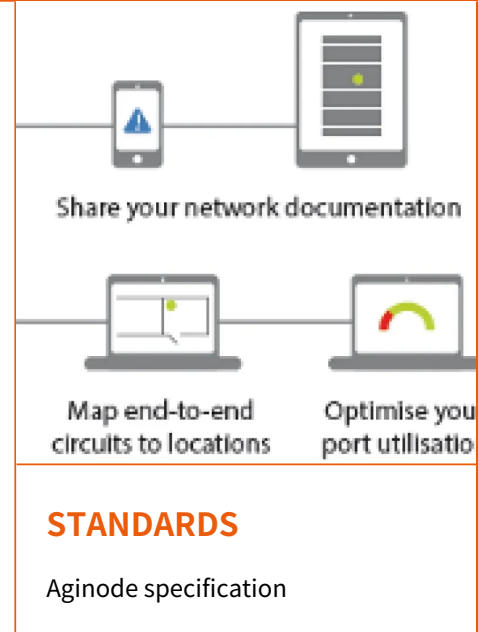 Share your network documentation
Map end-to-end
circuits to locations
Optimise you
port utilisatio
STANDARDS
Aginode specification